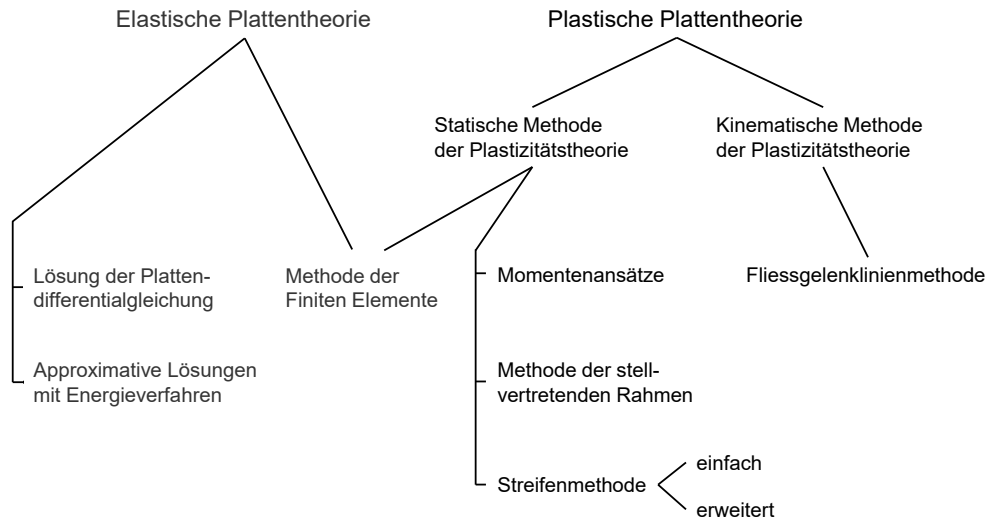 Elastische Plattentheorie
Plastische Plattentheorie
Statische Methode
der Plastizitätstheorie
Kinematische Methode
der Plastizitätstheorie
Lösung der Platten-
differentialgleichung
Methode der
Finiten Elemente
Momentenansätze
Fliessgelenklinienmethode
Approximative Lösungen
mit Energieverfahren
Methode der stell-
vertretenden Rahmen
Streifenmethode
einfach
erweitert